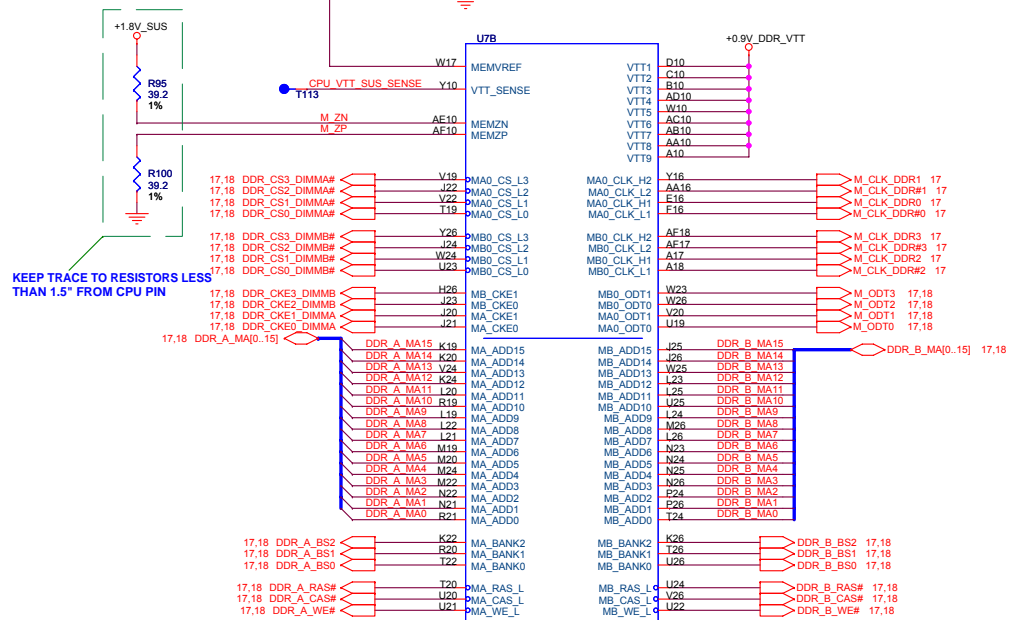 +1.8V_SUS
R95
39.2
1%
R100
39.2
1%
KEEP TRACE TO RESISTORS LESS
THAN 1.5" FROM CPU PIN
CPU_VTT_SUS_SENSE
T113
M_ZN
M_ZP
U7B
+0.9V_DDR_VTT
W17 MEMVREF VTT1 D10
Y10 VTT_SENSE VTT2 C10
VTT3 B10
VTT4 AD10
VTT5 W10
AE10 MEMZN VTT6 AC10
AF10 MEMZP VTT7 AB10
VTT8 AA10
VTT9 A10
17,18 DDR_CS3_DIMMA# V19 MA0_CS_L3 MA0_CLK_H2 Y16 M_CLK_DDR1 17
17,18 DDR_CS2_DIMMA# J22 MA0_CS_L2 MA0_CLK_L2 AA16 M_CLK_DDR#1 17
17,18 DDR_CS1_DIMMA# V22 MA0_CS_L1 MA0_CLK_H1 E16 M_CLK_DDR0 17
17,18 DDR_CS0_DIMMA# T19 MA0_CS_L0 MA0_CLK_L1 F16 M_CLK_DDR#0 17
17,18 DDR_CS3_DIMMB# Y26 MB0_CS_L3 MB0_CLK_H2 AF18 M_CLK_DDR3 17
17,18 DDR_CS2_DIMMB# J24 MB0_CS_L2 MB0_CLK_L2 AF17 M_CLK_DDR#3 17
17,18 DDR_CS1_DIMMB# W24 MB0_CS_L1 MB0_CLK_H1 A17 M_CLK_DDR2 17
17,18 DDR_CS0_DIMMB# U23 MB0_CS_L0 MB0_CLK_L1 A18 M_CLK_DDR#2 17
17,18 DDR_CKE3_DIMMB H26 MB_CKE1 MB0_ODT1 W23 M_ODT3 17,18
17,18 DDR_CKE2_DIMMB J23 MB_CKE0 MB0_ODT0 W26 M_ODT2 17,18
17,18 DDR_CKE1_DIMMA J20 MA_CKE1 MA0_ODT1 V20 M_ODT1 17,18
17,18 DDR_CKE0_DIMMA J21 MA_CKE0 MA0_ODT0 U19 M_ODT0 17,18
17,18 DDR_A_MA[0..15]
DDR_B_MA[0..15] 17,18
DDR_A_MA15 K19 MA_ADD15 MB_ADD15 J25 DDR_B_MA15
DDR_A_MA14 K20 MA_ADD14 MB_ADD14 J26 DDR_B_MA14
DDR_A_MA13 V24 MA_ADD13 MB_ADD13 W25 DDR_B_MA13
DDR_A_MA12 K24 MA_ADD12 MB_ADD12 L23 DDR_B_MA12
DDR_A_MA11 L20 MA_ADD11 MB_ADD11 L25 DDR_B_MA11
DDR_A_MA10 R19 MA_ADD10 MB_ADD10 U25 DDR_B_MA10
DDR_A_MA9 L19 MA_ADD9 MB_ADD9 L24 DDR_B_MA9
DDR_A_MA8 L22 MA_ADD8 MB_ADD8 M26 DDR_B_MA8
DDR_A_MA7 L21 MA_ADD7 MB_ADD7 L26 DDR_B_MA7
DDR_A_MA6 M19 MA_ADD6 MB_ADD6 N23 DDR_B_MA6
DDR_A_MA5 M20 MA_ADD5 MB_ADD5 N24 DDR_B_MA5
DDR_A_MA4 M24 MA_ADD4 MB_ADD4 N25 DDR_B_MA4
DDR_A_MA3 M22 MA_ADD3 MB_ADD3 N26 DDR_B_MA3
DDR_A_MA2 N22 MA_ADD2 MB_ADD2 P24 DDR_B_MA2
DDR_A_MA1 N21 MA_ADD1 MB_ADD1 P26 DDR_B_MA1
DDR_A_MA0 R21 MA_ADD0 MB_ADD0 T24 DDR_B_MA0
17,18 DDR_A_BS2 K22 MA_BANK2 MB_BANK2 K26 DDR_B_BS2 17,18
17,18 DDR_A_BS1 R20 MA_BANK1 MB_BANK1 T26 DDR_B_BS1 17,18
17,18 DDR_A_BS0 T22 MA_BANK0 MB_BANK0 U26 DDR_B_BS0 17,18
17,18 DDR_A_RAS# T20 MA_RAS_L MB_RAS_L U24 DDR_B_RAS# 17,18
17,18 DDR_A_CAS# U20 MA_CAS_L MB_CAS_L V26 DDR_B_CAS# 17,18
17,18 DDR_A_WE# U21 MA_WE_L MB_WE_L U22 DDR_B_WE# 17,18